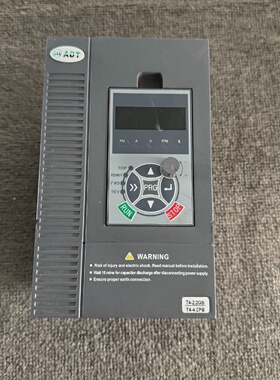 ADT
PRG
RUN
STOP
WARNING
Risk of injury and electric shock. Read manual before installation.
Wait 10 mins for capacitor discharge after disconnecting power supply.
Ensure proper earth connection.
T4-2.2GB
T4-4.0PB